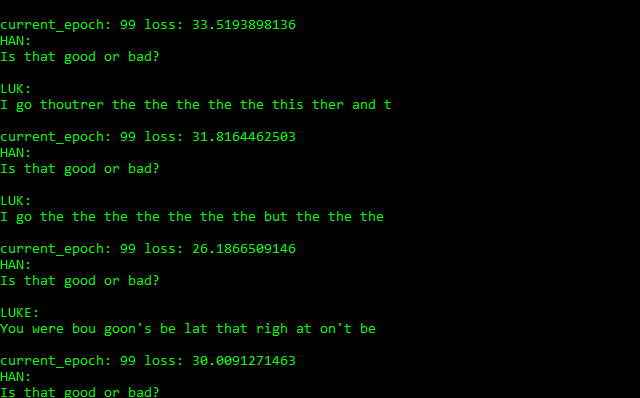 current_epoch: 99 loss: 33.5193898136
HAN:
Is that good or bad?
LUK:
I go thoutrer the the the the the this ther and t
current_epoch: 99 loss: 31.8164462503
HAN:
Is that good or bad?
LUK:
I go the the the the the the the but the the the
current_epoch: 99 loss: 26.1866509146
HAN:
Is that good or bad?
LUKE:
You were bou goon's be lat that righ at on't be
current_epoch: 99 loss: 30.0091271463
HAN:
Is that good or bad?